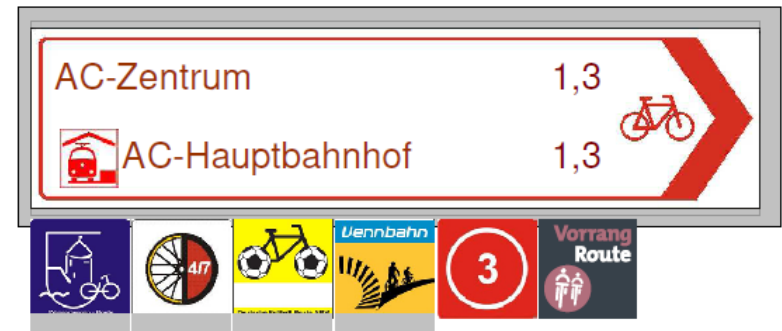 AC-Zentrum 1,3
AC-Hauptbahnhof 1,3
4/7
Vennbahn
3
Vorrang
Route